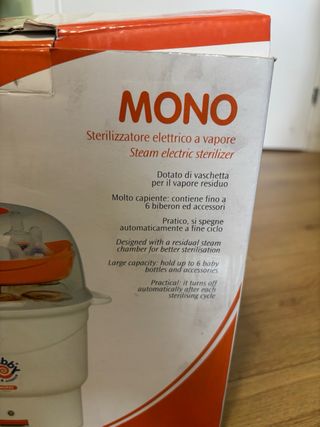 MONO
Sterilizzatore elettrico a vapore
Steam electric sterilizer
Dotato di vaschetta
per il vapore residuo
Molto capiente: contiene fino a
6 biberon ed accessori
Pratico, si spegne
automaticamente a fine ciclo
Designed with a residual steam
chamber for better sterilisation
Large capacity: hold up to 6 baby
bottles and accessories
Practical: it turns off
automatically after each
sterilising cycle